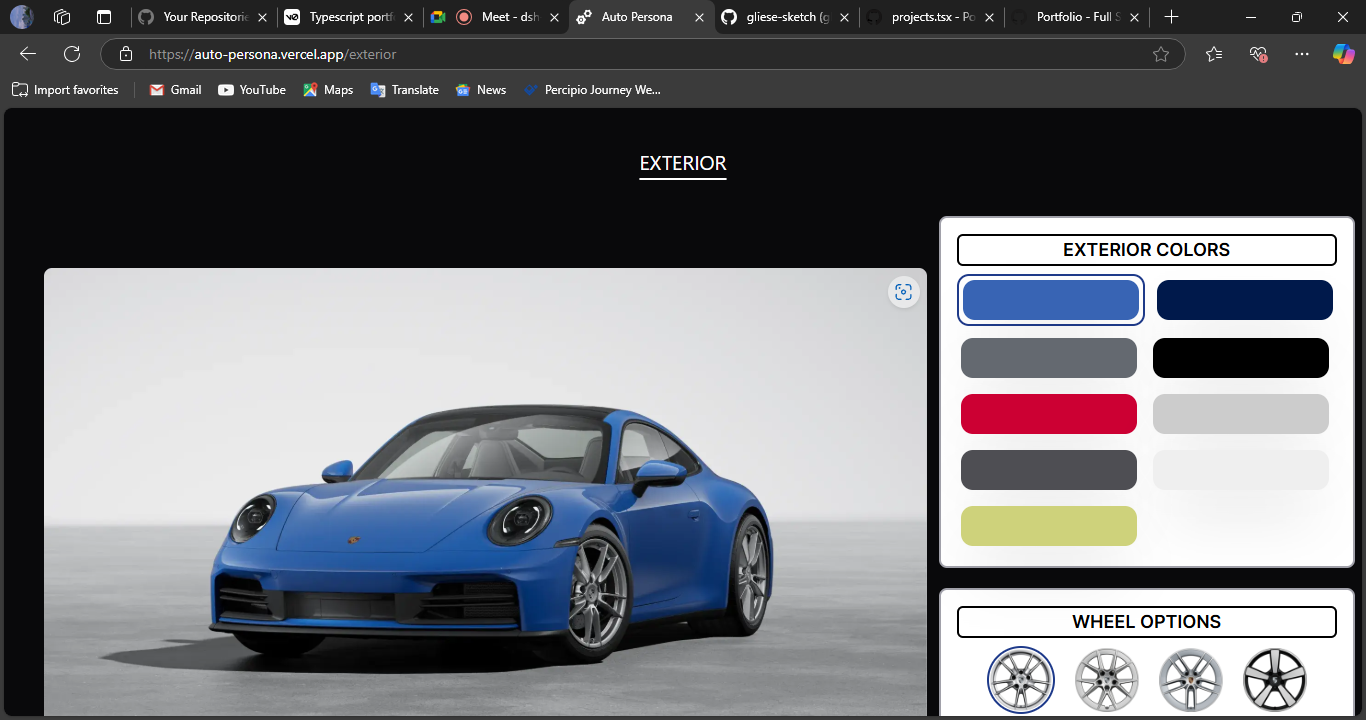 Your Repositorie
Typescript portf
Meet - dsh
Auto Persona
gliese-sketch (g
projects.tsx - Po
Portfolio - Full S
https://auto-persona.vercel.app/exterior
Import favorites
Gmail
YouTube
Maps
Translate
News
Percipio Journey We...
EXTERIOR
EXTERIOR COLORS
WHEEL OPTIONS